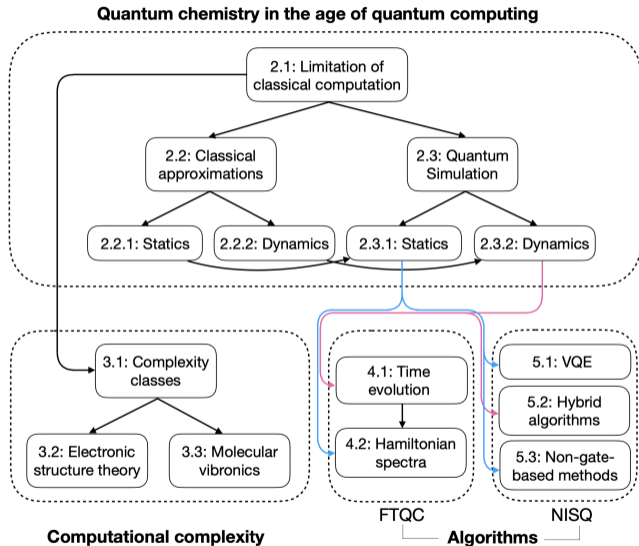 Quantum chemistry in the age of quantum computing
2.1: Limitation of
classical computation
2.2: Classical
approximations
2.3: Quantum
Simulation
2.2.1: Statics
2.2.2: Dynamics
2.3.1: Statics
2.3.2: Dynamics
3.1: Complexity
classes
3.2: Electronic
structure theory
3.3: Molecular
vibronics
Computational complexity
4.1: Time
evolution
4.2: Hamiltonian
spectra
FTQC
5.1: VQE
5.2: Hybrid
algorithms
5.3: Non-gate-
based methods
NISQ
Algorithms